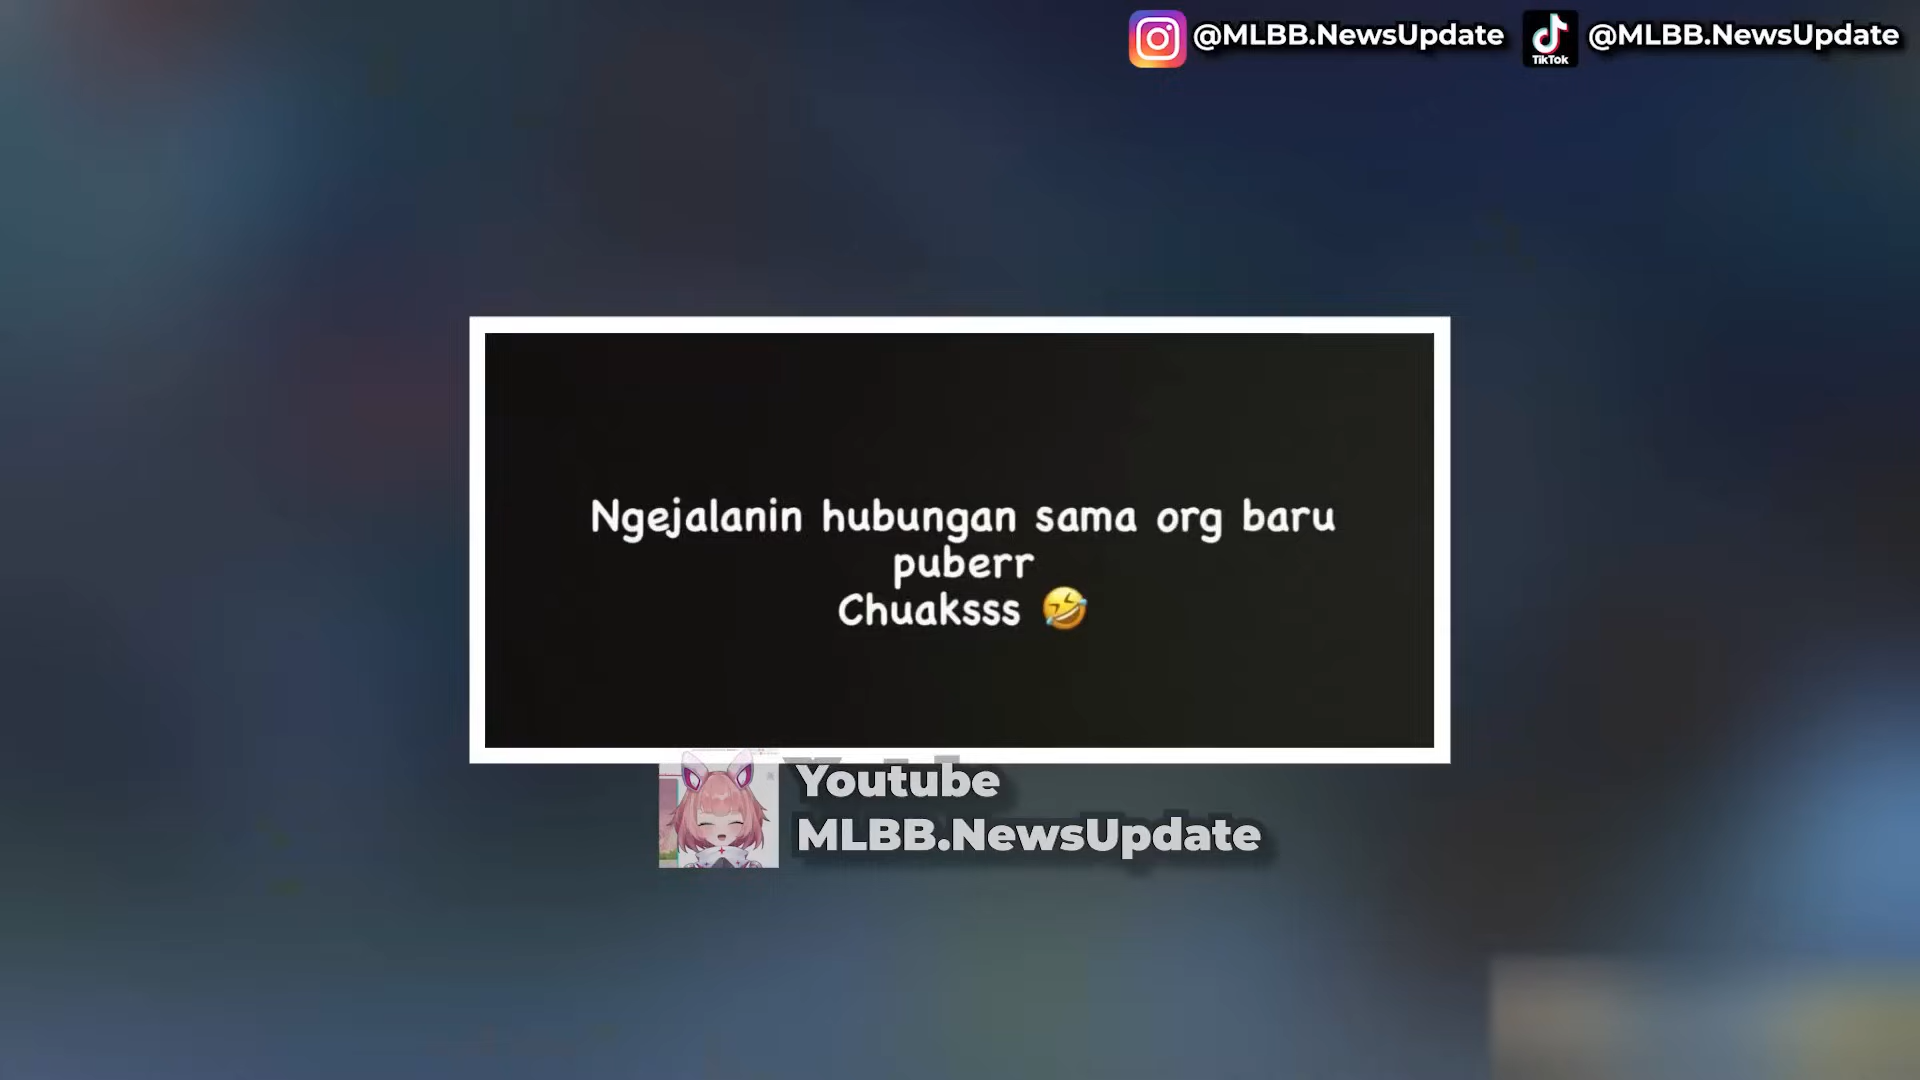 @MLBB.NewsUpdate
TikTok
@MLBB.NewsUpdate
Ngejalanin hubungan sama org baru
puberr
Chuaksss 🤣
Youtube
MLBB.NewsUpdate